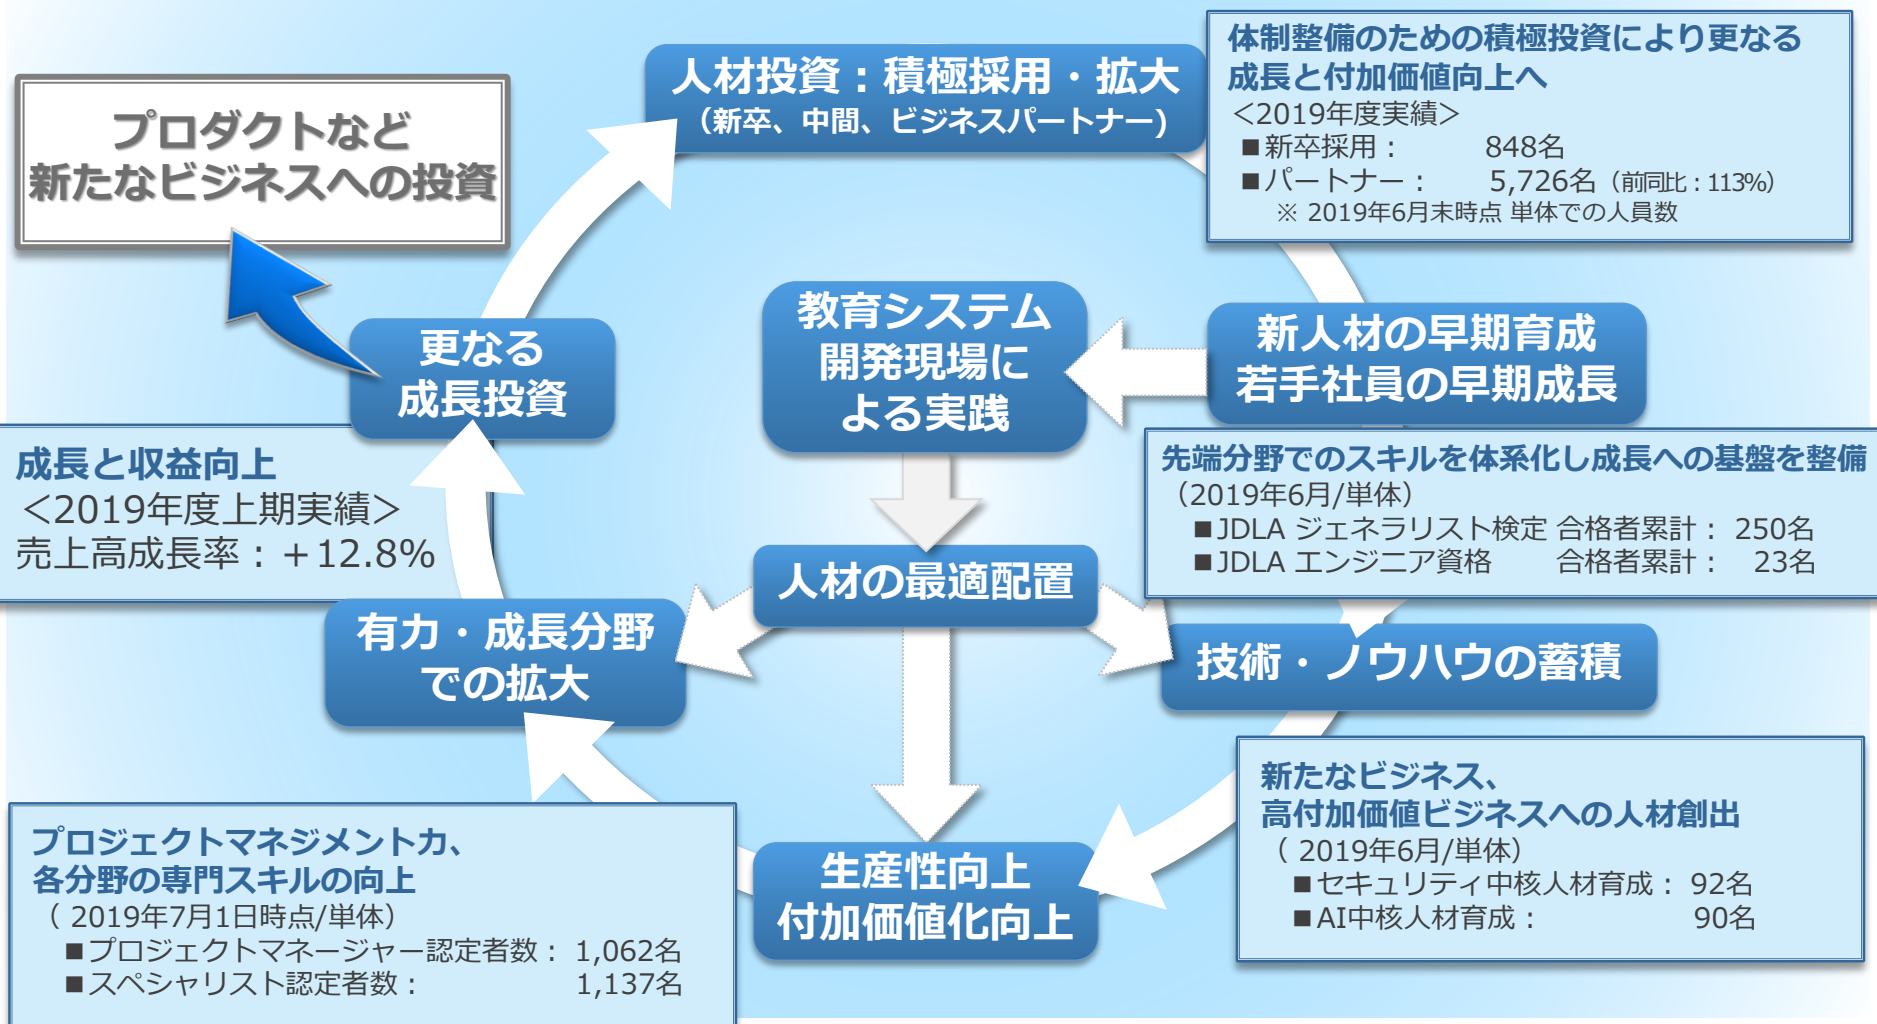 人材投資：積極採用・拡大
（新卒、中間、ビジネスパートナー）
体制整備のための積極投資により更なる
成長と付加価値向上へ
＜2019年度実績＞
■新卒採用： 848名
■パートナー： 5,726名（前同比：113%）
※ 2019年6月末時点 単体での人員数
プロダクトなど
新たなビジネスへの投資
教育システム
開発現場に
よる実践
新人材の早期育成
若手社員の早期成長
更なる
成長投資
成長と収益向上
＜2019年度上期実績＞
売上高成長率：＋12.8%
先端分野でのスキルを体系化し成長への基盤を整備
（2019年6月/単体）
■JDLA ジェネラリスト検定 合格者累計： 250名
■JDLA エンジニア資格 合格者累計： 23名
人材の最適配置
有力・成長分野
での拡大
技術・ノウハウの蓄積
新たなビジネス、
高付加価値ビジネスへの人材創出
（ 2019年6月/単体）
■セキュリティ中核人材育成： 92名
■AI中核人材育成： 90名
生産性向上
付加価値化向上
プロジェクトマネジメント力、
各分野の専門スキルの向上
（ 2019年7月1日時点/単体）
■プロジェクトマネージャー認定者数： 1,062名
■スペシャリスト認定者数： 1,137名